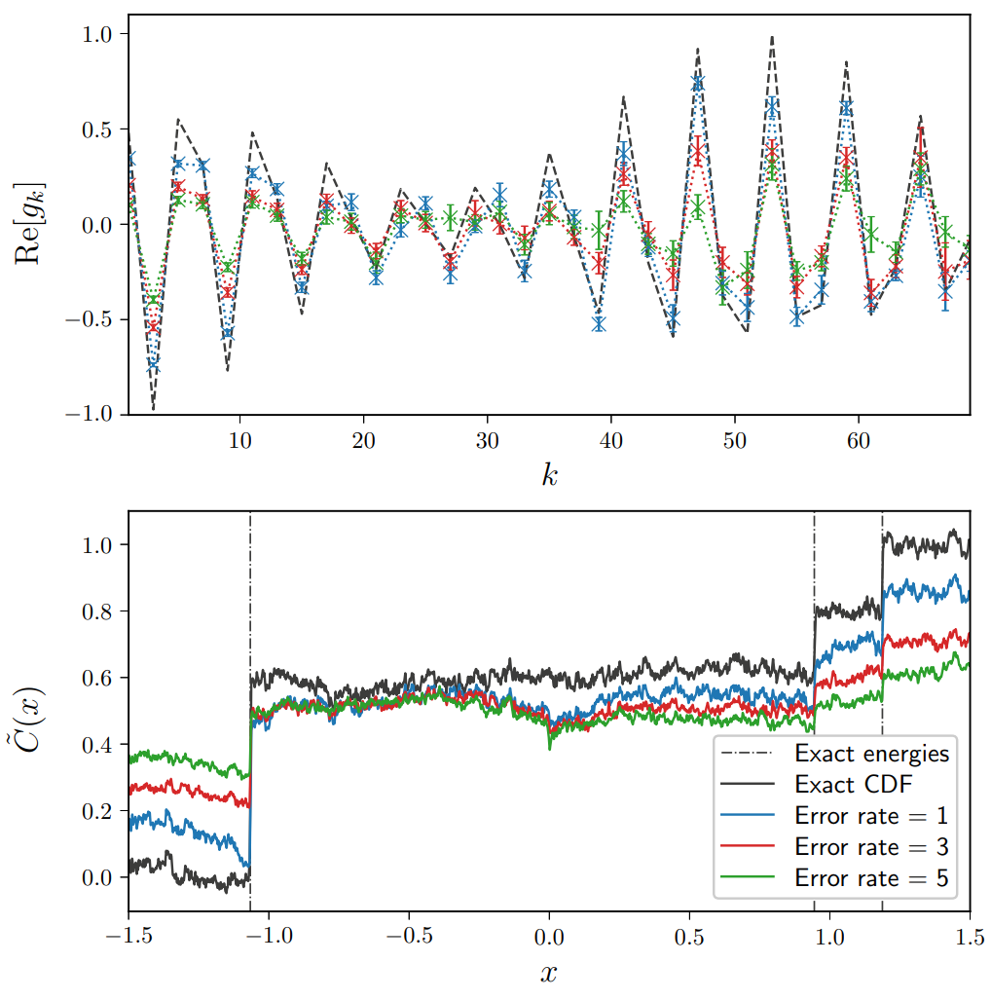 1.0
0.5
0.0
−0.5
−1.0
Re[gₖ]
10 20 30 40 50 60
k
1.0
0.8
0.6
0.4
0.2
0.0
C̃(x)
Exact energies
Exact CDF
Error rate = 1
Error rate = 3
Error rate = 5
−1.5 −1.0 −0.5 0.0 0.5 1.0 1.5
x